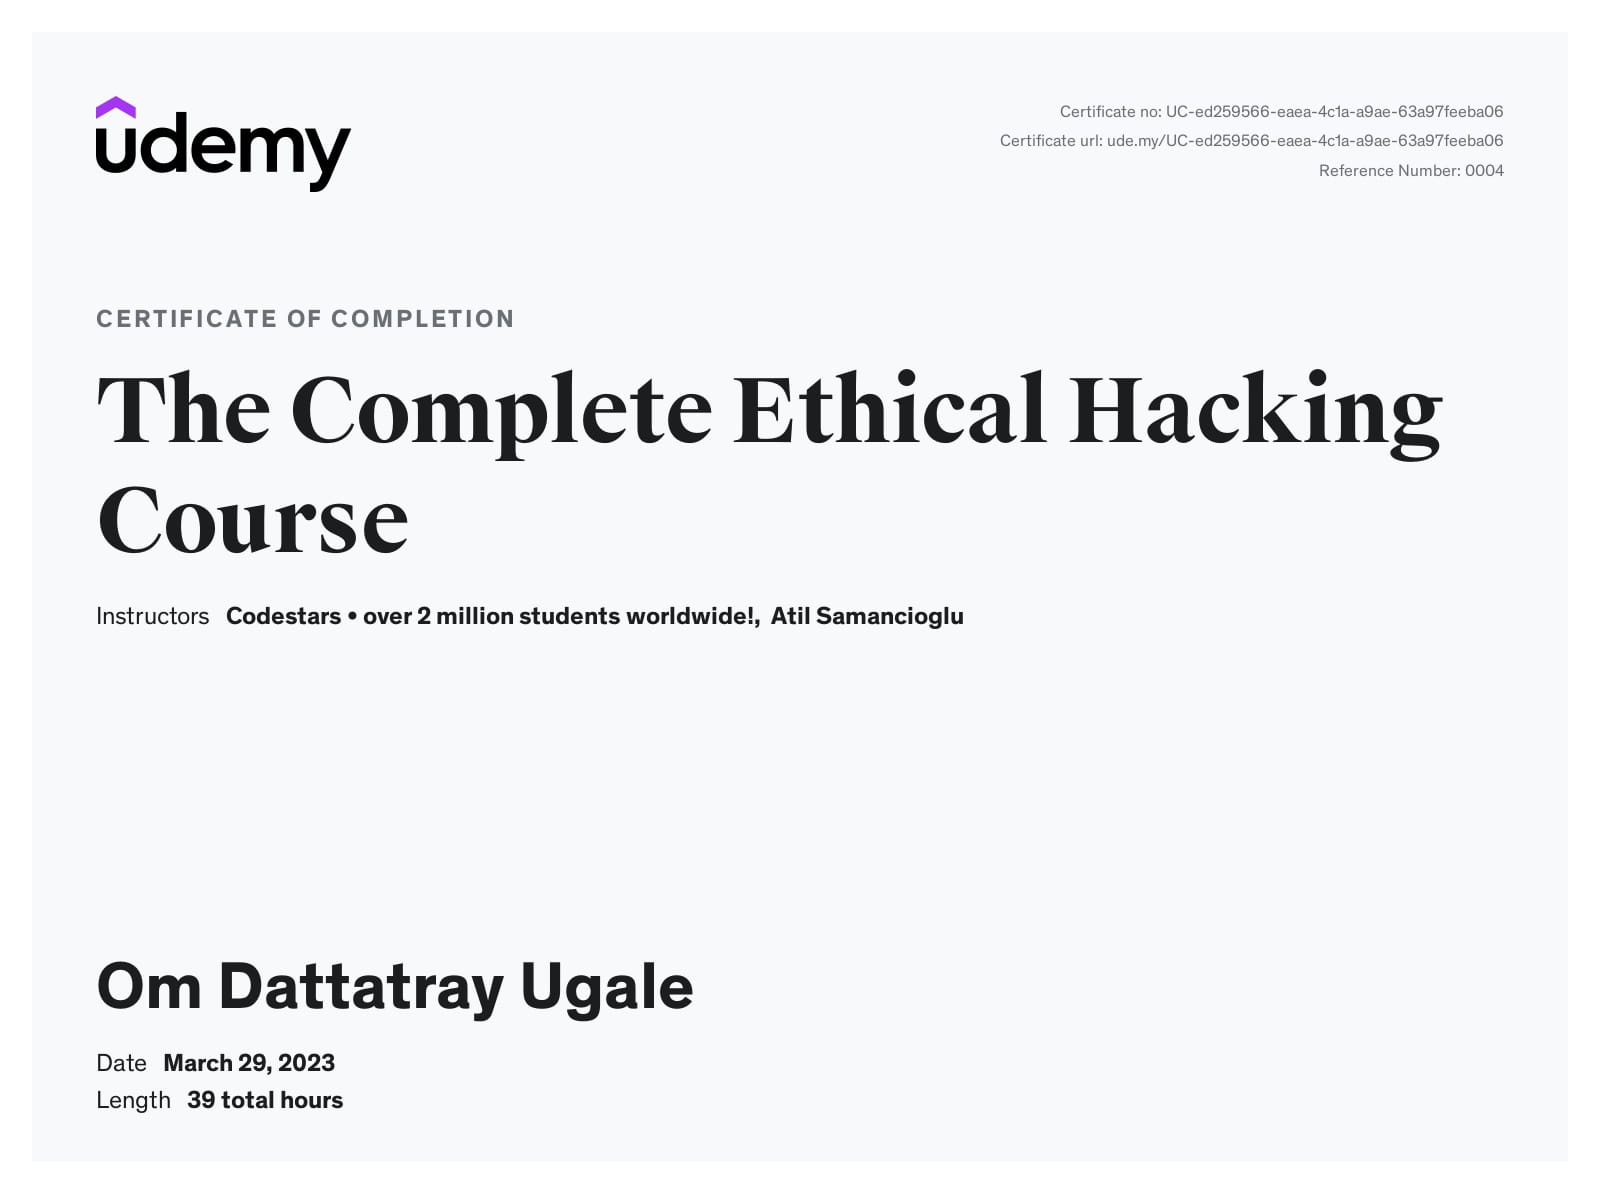 udemy
Certificate no: UC-ed259566-eaea-4c1a-a9ae-63a97feeba06
Certificate url: ude.my/UC-ed259566-eaea-4c1a-a9ae-63a97feeba06
Reference Number: 0004
CERTIFICATE OF COMPLETION
The Complete Ethical Hacking
Course
Instructors Codestars • over 2 million students worldwide!, Atil Samancioglu
Om Dattatray Ugale
Date March 29, 2023
Length 39 total hours